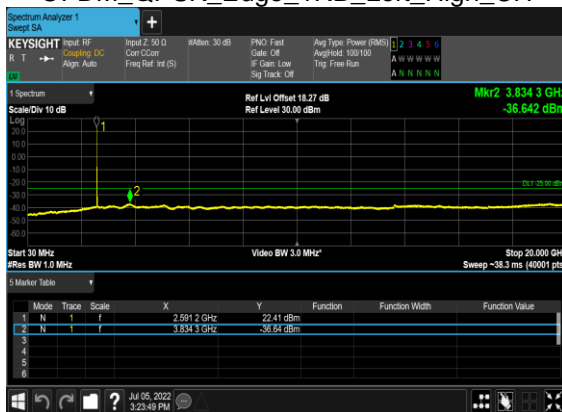 Spectrum Analyzer 1
Swept SA
KEYSIGHT
R T
Input: RF
Coupling: DC
Align: Auto
Input Z: 50 Ω
Corr CCorr
Freq Ref: Int (S)
#Atten: 30 dB
PNO: Fast
Gate: Off
IF Gain: Low
Sig Track: Off
Avg Type: Power (RMS)
Avg|Hold: 100/100
Trig: Free Run
1 2 3 4 5 6
A W W W W W
A N N N N N
LU
1 Spectrum
Scale/Div 10 dB
Ref Lvl Offset 18.27 dB
Ref Level 30.00 dBm
Mkr2 3.834 3 GHz
-36.642 dBm
Log
20.0
10.0
0.00
-10.0
-20.0
-30.0
-40.0
-50.0
-60.0
1
2
Start 30 MHz
#Res BW 1.0 MHz
Video BW 3.0 MHz*
Stop 20.000 GHz
Sweep ~38.3 ms (40001 pts)
5 Marker Table
Mode Trace Scale X Y Function Function Width Function Value
1 N 1 f 2.591 2 GHz 22.41 dBm
2 N 1 f 3.834 3 GHz -36.64 dBm
3
4
5
6
?
Jul 05, 2022
3:23:49 PM